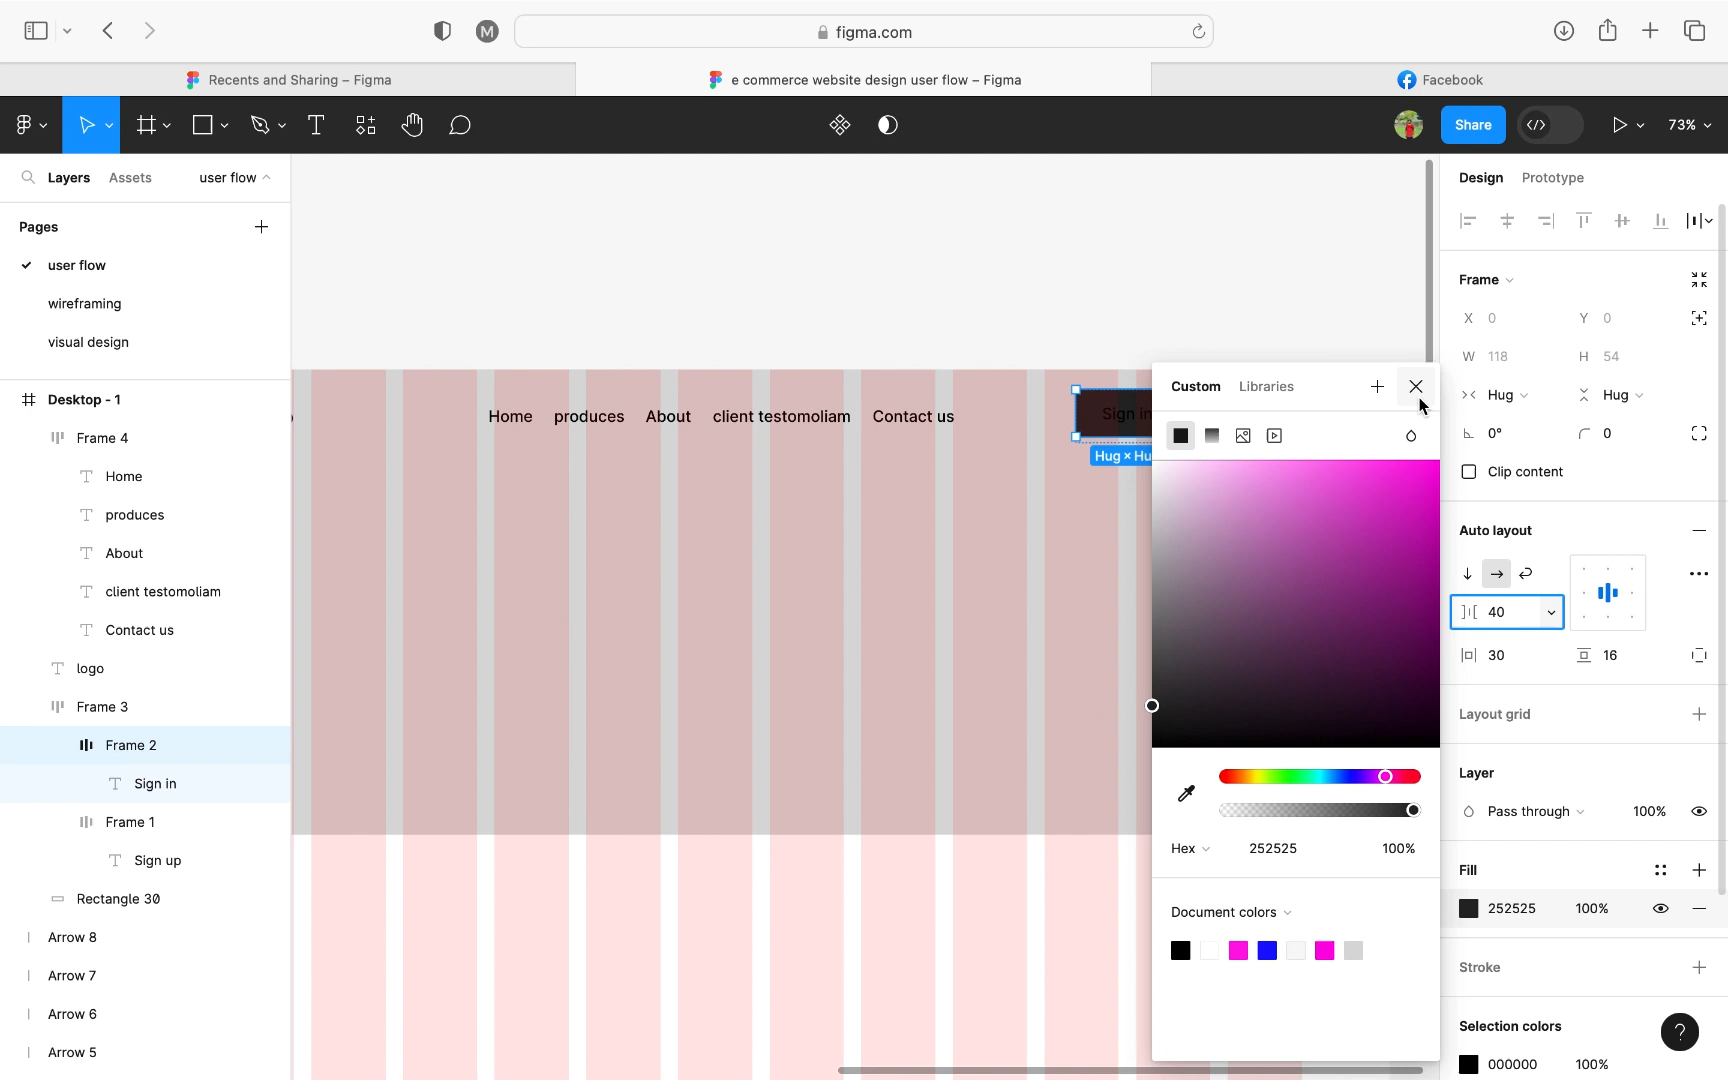 M
figma.com
Recents and Sharing – Figma
e commerce website design user flow – Figma
Facebook
Share
73%
Layers
Assets
user flow
Pages
user flow
wireframing
visual design
Desktop - 1
Frame 4
Home
produces
About
client testomoliam
Contact us
logo
Frame 3
Frame 2
Sign in
Frame 1
Sign up
Rectangle 30
Arrow 8
Arrow 7
Arrow 6
Arrow 5
Home
produces
About
client testomoliam
Contact us
Sign in
Hug × Hu
Custom
Libraries
Hex
252525
100%
Document colors
Design
Prototype
Frame
X 0
Y 0
W 118
H 54
Hug
Hug
0°
0
Clip content
Auto layout
40
30
16
Layout grid
Layer
Pass through
100%
Fill
252525
100%
Stroke
Selection colors
000000
100%
?